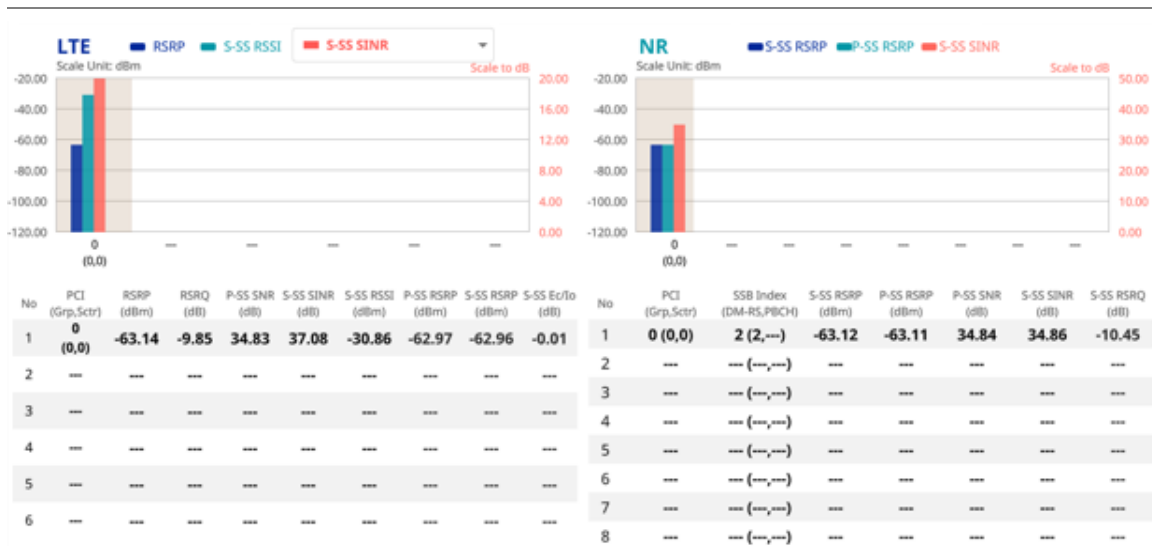 LTE RSRP S-SS RSSI S-SS SINR
Scale Unit: dBm Scale to dB
-20.00 20.00
-40.00 16.00
-60.00 12.00
-80.00 8.00
-100.00 4.00
-120.00 0.00
0 --- --- --- --- ---
(0,0)
No PCI (Grp,Sctr) RSRP (dBm) RSRQ (dB) P-SS SNR (dB) S-SS SINR (dB) S-SS RSSI (dBm) P-SS RSRP (dBm) S-SS RSRP (dBm) S-SS Ec/Io (dB)
1 0 (0,0) -63.14 -9.85 34.83 37.08 -30.86 -62.97 -62.96 -0.01
2 --- --- --- --- --- --- --- --- ---
3 --- --- --- --- --- --- --- --- ---
4 --- --- --- --- --- --- --- --- ---
5 --- --- --- --- --- --- --- --- ---
6 --- --- --- --- --- --- --- --- ---
NR S-SS RSRP P-SS RSRP S-SS SINR
Scale Unit: dBm Scale to dB
-20.00 50.00
-40.00 40.00
-60.00 30.00
-80.00 20.00
-100.00 10.00
-120.00 0.00
0 --- --- --- --- --- --- ---
(0,0)
No PCI (Grp,Sctr) SSB Index (DM-RS,PBCH) S-SS RSRP (dBm) P-SS RSRP (dBm) P-SS SNR (dB) S-SS SINR (dB) S-SS RSRQ (dB)
1 0 (0,0) 2 (2,---) -63.12 -63.11 34.84 34.86 -10.45
2 --- --- (---,---) --- --- --- --- ---
3 --- --- (---,---) --- --- --- --- ---
4 --- --- (---,---) --- --- --- --- ---
5 --- --- (---,---) --- --- --- --- ---
6 --- --- (---,---) --- --- --- --- ---
7 --- --- (---,---) --- --- --- --- ---
8 --- --- (---,---) --- --- --- --- ---